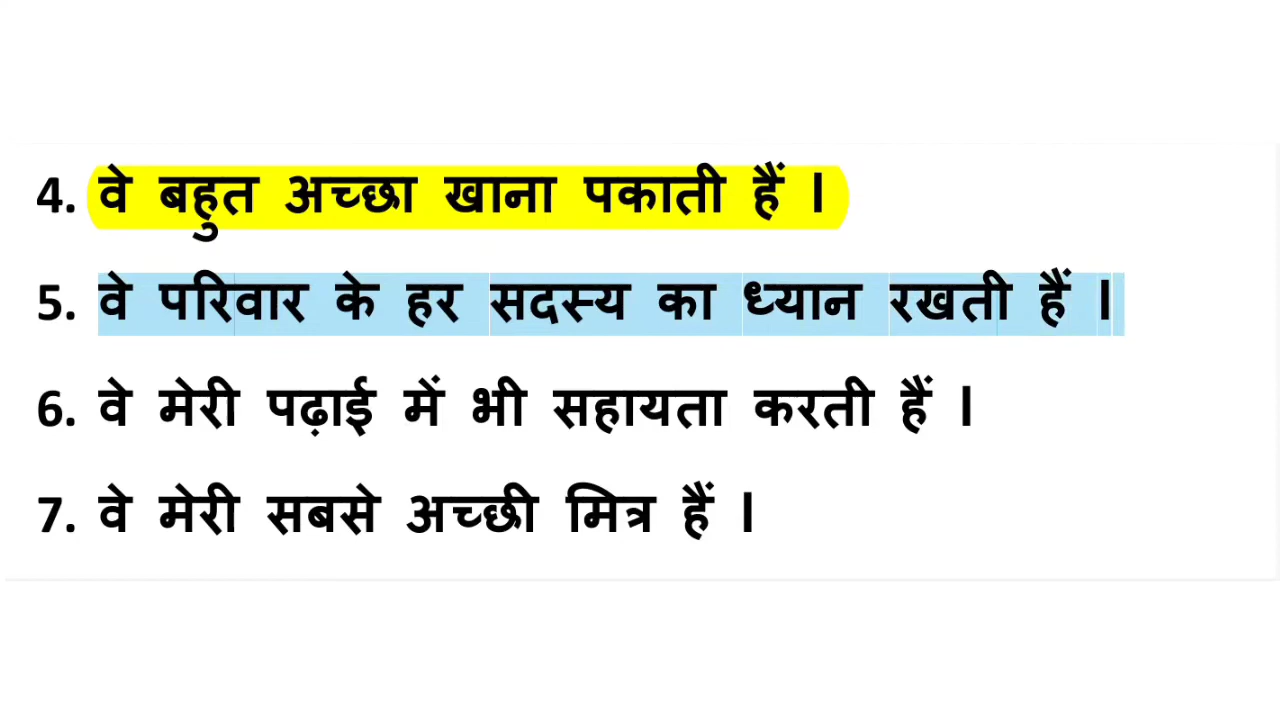 4. वे बहुत अच्छा खाना पकाती हैं ।
5. वे परिवार के हर सदस्य का ध्यान रखती हैं ।
6. वे मेरी पढ़ाई में भी सहायता करती हैं ।
7. वे मेरी सबसे अच्छी मित्र हैं ।